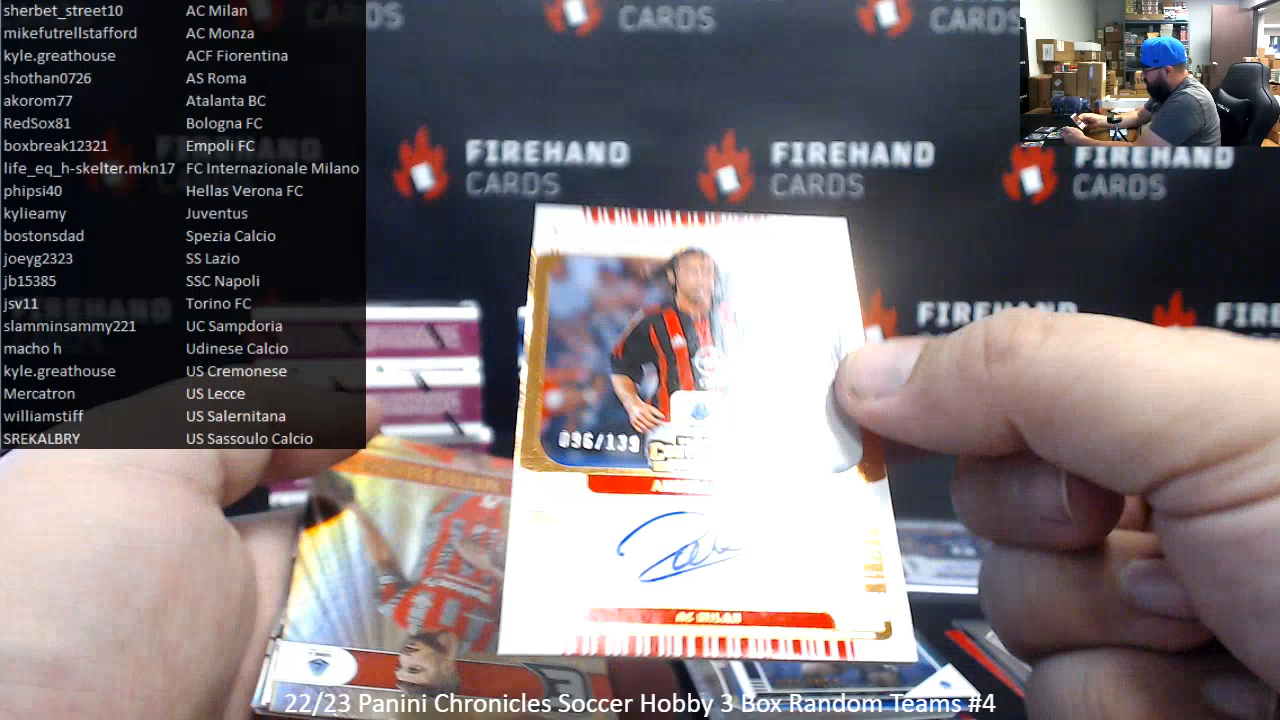 sherbet_street10 AC Milan
mikefutrellstafford AC Monza
kyle.greathouse ACF Fiorentina
shothan0726 AS Roma
akorom77 Atalanta BC
RedSox81 Bologna FC
boxbreak12321 Empoli FC
life_eq_h-skelter.mkn17 FC Internazionale Milano
phipsi40 Hellas Verona FC
kylieamy Juventus
bostonsdad Spezia Calcio
joeyg2323 SS Lazio
jb15385 SSC Napoli
jsv11 Torino FC
slamminsammy221 UC Sampdoria
macho h Udinese Calcio
kyle.greathouse US Cremonese
Mercatron US Lecce
williamstiff US Salernitana
SREKALBRY US Sassoulo Calcio
FIREHAND
CARDS
FIREHAND
CARDS
FIREHAND
CARDS
FIREHAND
CARDS
FIREHAND
CARDS
FIREHAND
CARDS
FIRE
096/139
AC MILAN
22/23 Panini Chronicles Soccer Hobby 3 Box Random Teams #4